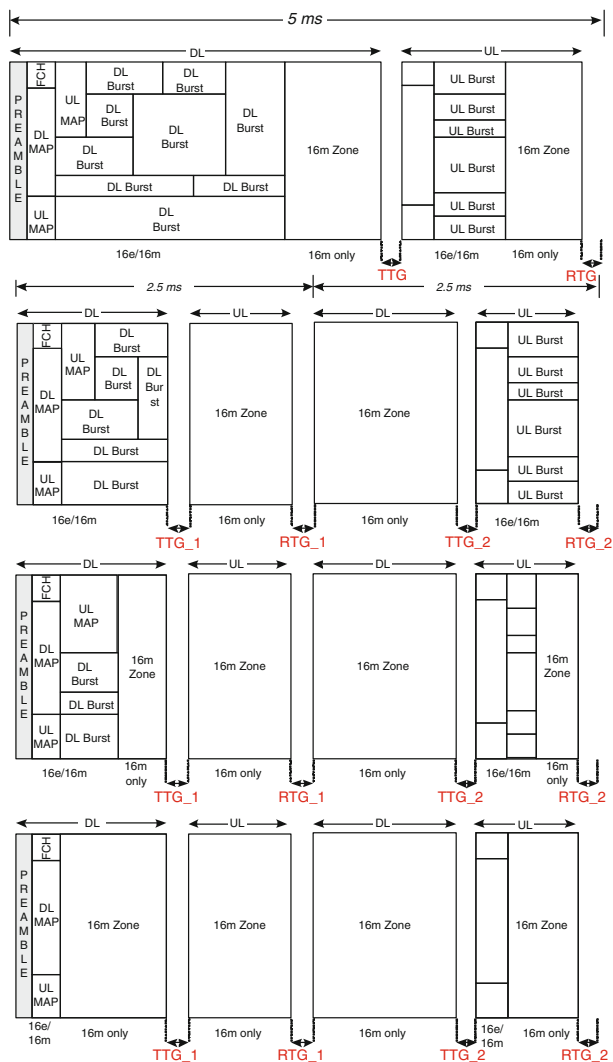 5 ms
DL
UL
PREAMBLE
FCH
DL
MAP
UL
MAP
UL
MAP
DL
Burst
DL
Burst
DL
Burst
DL
Burst
DL
Burst
DL
Burst
DL Burst
DL Burst
DL
Burst
16m Zone
UL Burst
UL Burst
UL Burst
UL Burst
UL Burst
UL Burst
16m Zone
16e/16m
16m only
16e/16m
16m only
TTG
RTG
2.5 ms
2.5 ms
DL
UL
DL
UL
PREAMBLE
FCH
DL
MAP
UL
MAP
UL
MAP
DL
Burst
DL
Burst
DL
Bur
st
DL
Burst
DL Burst
DL Burst
16m Zone
16m Zone
UL Burst
UL Burst
UL Burst
UL Burst
UL Burst
UL Burst
16e/16m
16m only
16m only
16e/16m
TTG_1
RTG_1
TTG_2
RTG_2
DL
UL
DL
UL
PREAMBLE
FCH
DL
MAP
UL
MAP
UL
MAP
DL
Burst
DL Burst
DL Burst
16m
Zone
16m Zone
16m Zone
16m
Zone
16e/16m
16m
only
16m only
16m only
16e/16m
16m
only
TTG_1
RTG_1
TTG_2
RTG_2
DL
UL
DL
UL
PREAMBLE
FCH
DL
MAP
UL
MAP
16m Zone
16m Zone
16m Zone
16m Zone
16e/
16m
16m only
16m only
16m only
16e/
16m
16m only
TTG_1
RTG_1
TTG_2
RTG_2